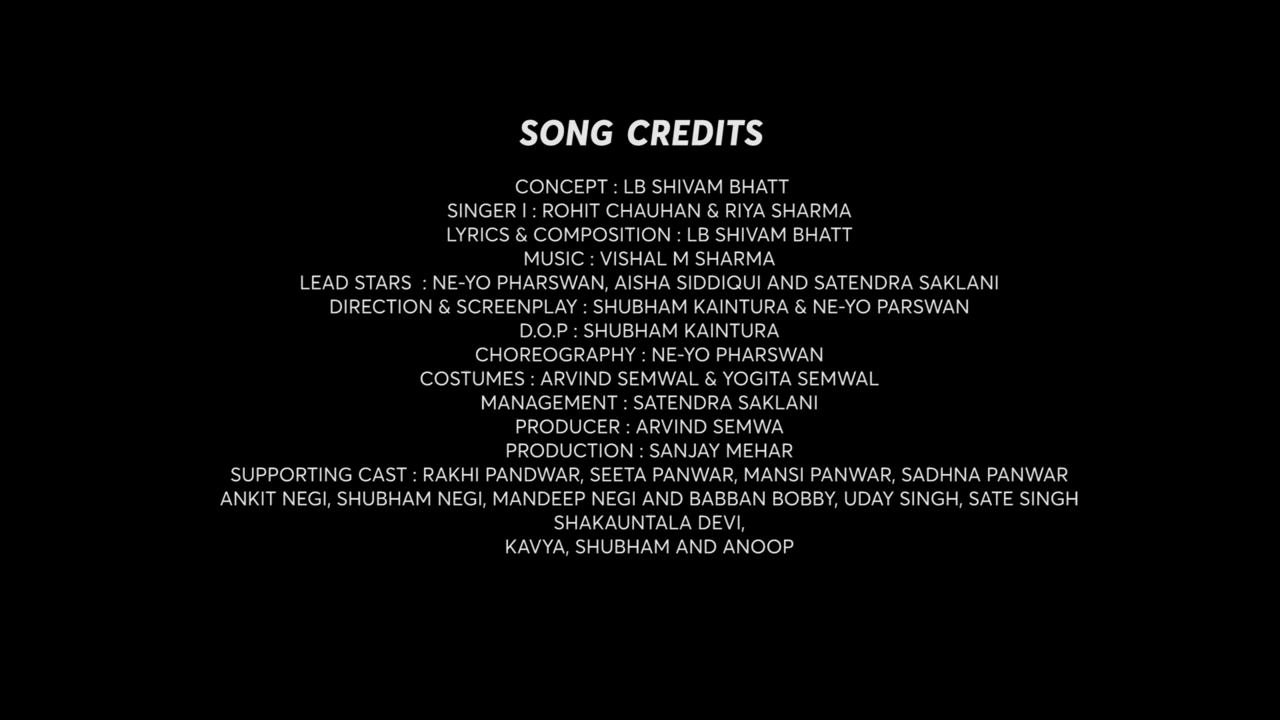 SONG CREDITS
CONCEPT : LB SHIVAM BHATT
SINGER I : ROHIT CHAUHAN & RIYA SHARMA
LYRICS & COMPOSITION : LB SHIVAM BHATT
MUSIC : VISHAL M SHARMA
LEAD STARS  : NE-YO PHARSWAN, AISHA SIDDIQUI AND SATENDRA SAKLANI
DIRECTION & SCREENPLAY : SHUBHAM KAINTURA & NE-YO PARSWAN
D.O.P : SHUBHAM KAINTURA
CHOREOGRAPHY : NE-YO PHARSWAN
COSTUMES : ARVIND SEMWAL & YOGITA SEMWAL
MANAGEMENT : SATENDRA SAKLANI
PRODUCER : ARVIND SEMWA
PRODUCTION : SANJAY MEHAR
SUPPORTING CAST : RAKHI PANDWAR, SEETA PANWAR, MANSI PANWAR, SADHNA PANWAR
ANKIT NEGI, SHUBHAM NEGI, MANDEEP NEGI AND BABBAN BOBBY, UDAY SINGH, SATE SINGH
SHAKAUNTALA DEVI,
KAVYA, SHUBHAM AND ANOOP